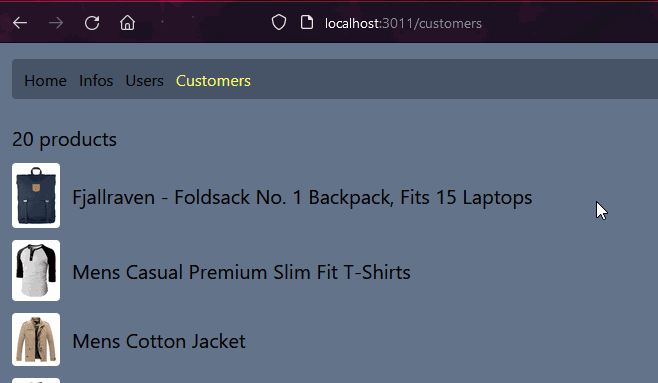 localhost:3011/customers
Home Infos Users Customers
20 products
Fjallraven - Foldsack No. 1 Backpack, Fits 15 Laptops
Mens Casual Premium Slim Fit T-Shirts
Mens Cotton Jacket